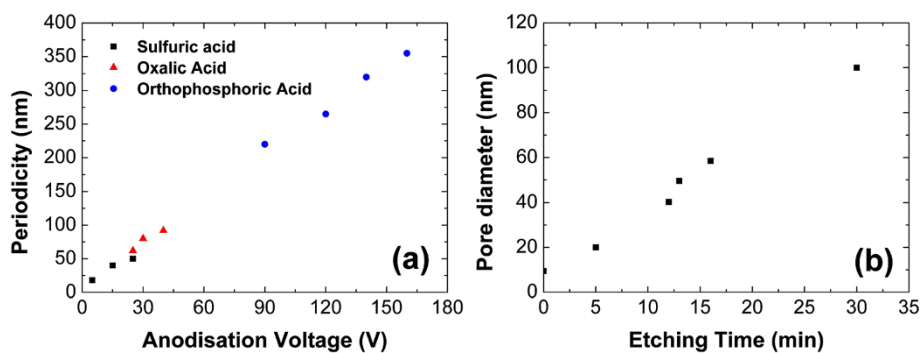 400
350
300
250
200
150
100
50
0
Periodicity (nm)
Sulfuric acid
Oxalic Acid
Orthophosphoric Acid
(a)
0 30 60 90 120 150 180
Anodisation Voltage (V)
120
100
80
60
40
20
0
Pore diameter (nm)
(b)
0 5 10 15 20 25 30 35
Etching Time (min)